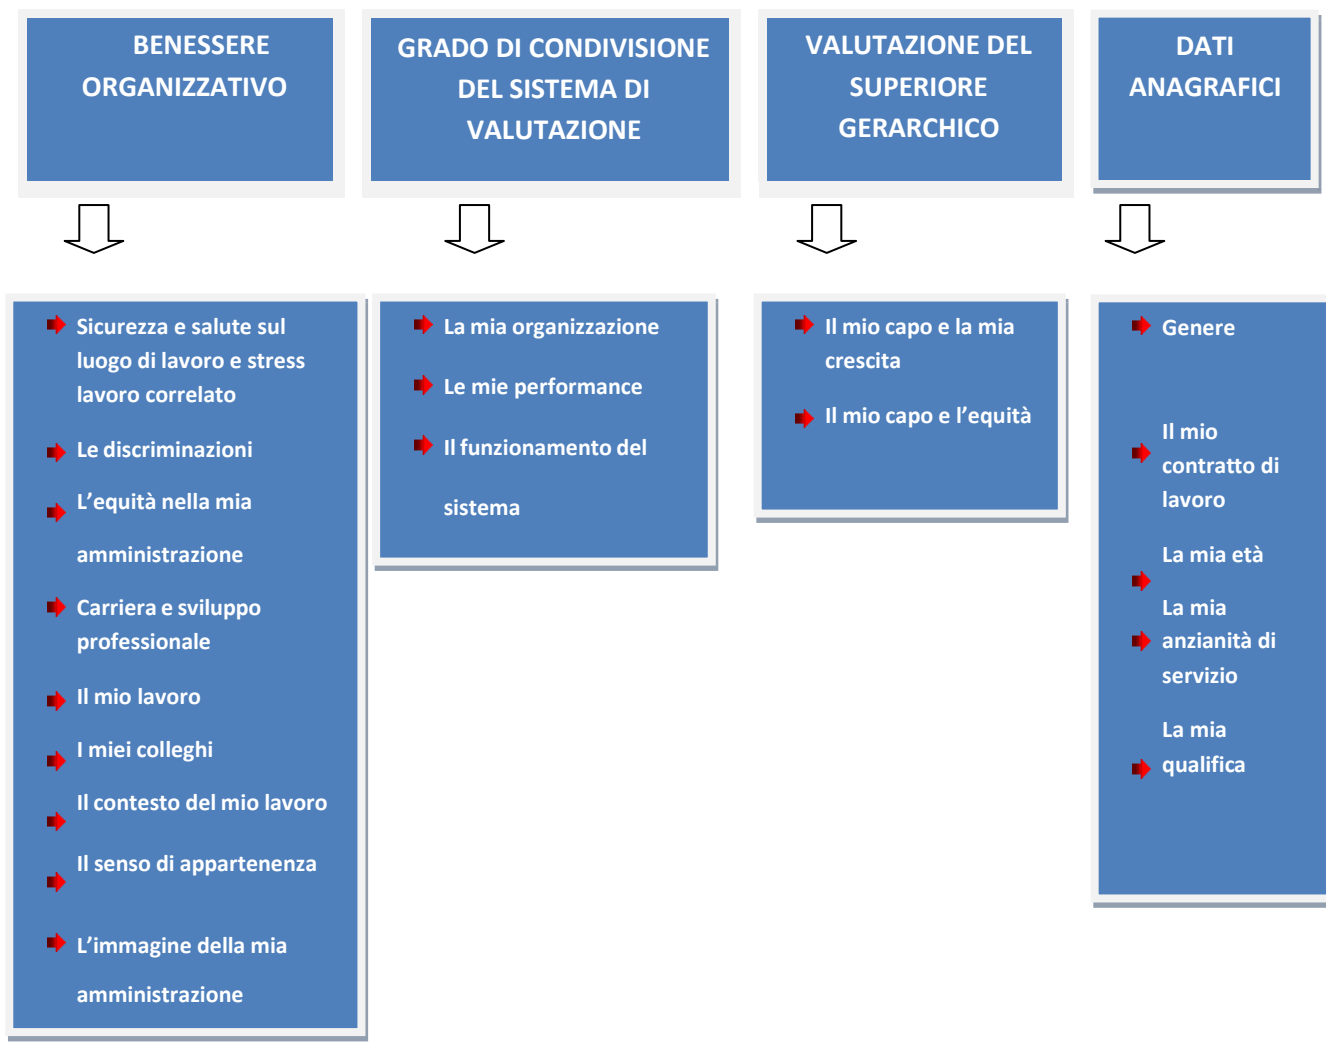 BENESSERE
ORGANIZZATIVO
GRADO DI CONDIVISIONE
DEL SISTEMA DI
VALUTAZIONE
VALUTAZIONE DEL
SUPERIORE
GERARCHICO
DATI
ANAGRAFICI
Sicurezza e salute sul
luogo di lavoro e stress
lavoro correlato
Le discriminazioni
L’equità nella mia
amministrazione
Carriera e sviluppo
professionale
Il mio lavoro
I miei colleghi
Il contesto del mio lavoro
Il senso di appartenenza
L’immagine della mia
amministrazione
La mia organizzazione
Le mie performance
Il funzionamento del
sistema
Il mio capo e la mia
crescita
Il mio capo e l’equità
Genere
Il mio
contratto di
lavoro
La mia età
La mia
anzianità di
servizio
La mia
qualifica